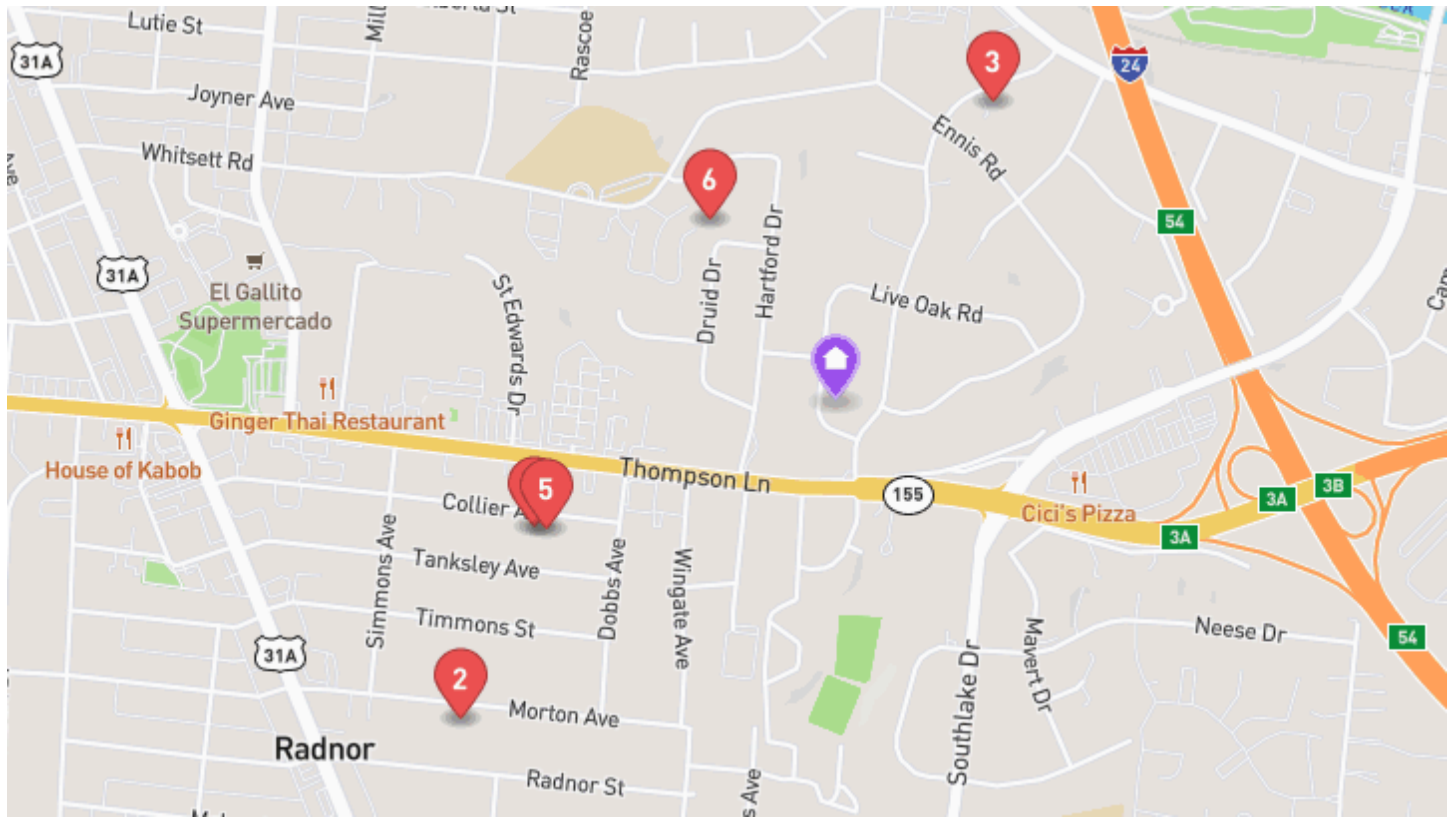 Lutie St
31A
Joyner Ave
Whitsett Rd
Rascoe
3
24
Ennis Rd
6
54
31A
El Gallito
Supermercado
St Edwards Dr
Druid Dr
Hartford Dr
Live Oak Rd
Ginger Thai Restaurant
House of Kabob
Thompson Ln
155
Cici's Pizza
3A
3B
3A
Collier
5
Simmons Ave
Tanksley Ave
Dobbs Ave
Wingate Ave
Timmons St
31A
2
Morton Ave
Radnor
Radnor St
Southlake Dr
Mavert Dr
Neese Dr
54